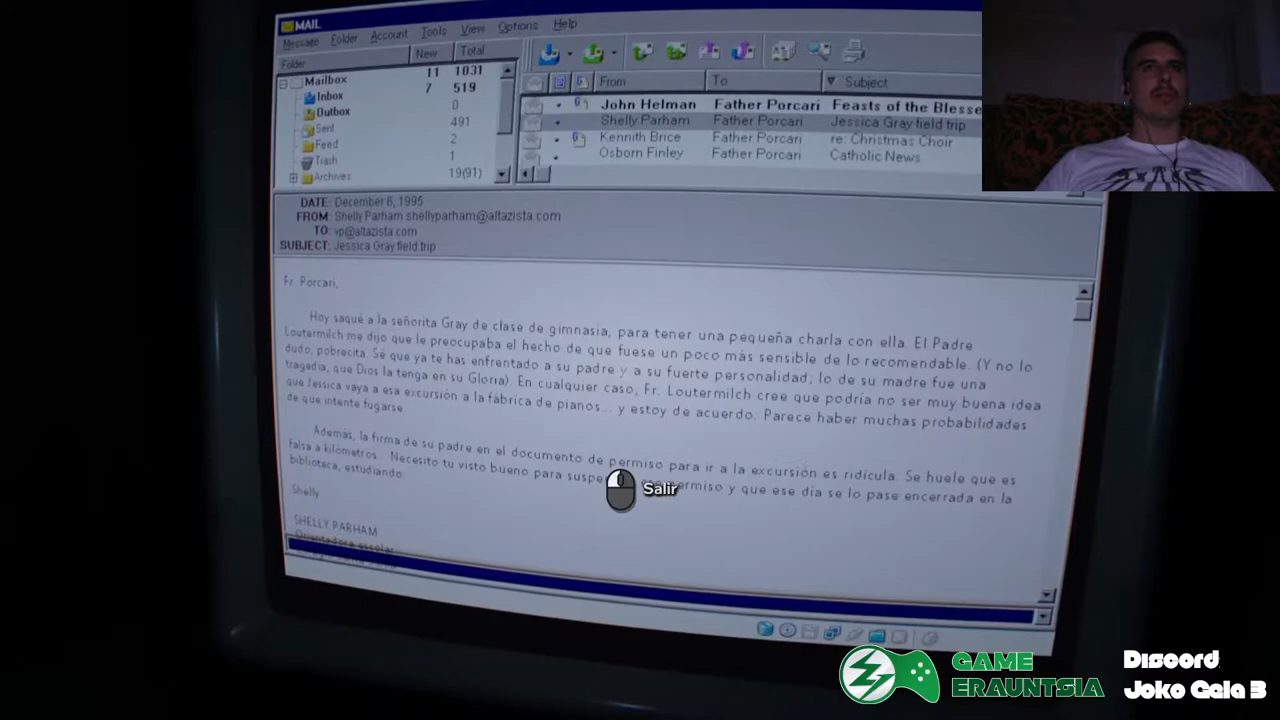 MAIL
Message Folder Account Tools View Options Help
Folder New Total
Mailbox 11 1031
Inbox 7 519
Outbox 0
Sent 491
Feed 2
Trash 1
Archives 19(91)
From To Subject
John Helman Father Porcari Feasts of the Blesse
Shelly Parham Father Porcari Jessica Gray field trip
Kennith Brice Father Porcari re: Christmas Choir
Osborn Finley Father Porcari Catholic News
DATE: December 6, 1995
FROM: Shelly Parham shellyparham@altazista.com
TO: vp@altazista.com
SUBJECT: Jessica Gray field trip
Fr. Porcari,
Hoy saqué a la señorita Gray de clase de gimnasia, para tener una pequeña charla con ella. El Padre
Loutermilch me dijo que le preocupaba el hecho de que fuese un poco más sensible de lo recomendable. (Y no lo
dudo, pobrecita. Sé que ya te has enfrentado a su padre y a su fuerte personalidad; lo de su madre fue una
tragedia, que Dios la tenga en su Gloria). En cualquier caso, Fr. Loutermilch cree que podría no ser muy buena idea
que Jessica vaya a esa excursión a la fábrica de pianos... y estoy de acuerdo. Parece haber muchas probabilidades
de que intente fugarse
Además, la firma de su padre en el documento de permiso para ir a la excursión es ridícula. Se huele que es
falsa a kilómetros. Necesito tu visto bueno para permiso y que ese día se lo pase encerrada en la
biblioteca, estudiando
Shelly
SHELLY PARHAM
Orientadora escolar
Salir
GAME
ERAUNTSIA
Discord
Joko Gela 3